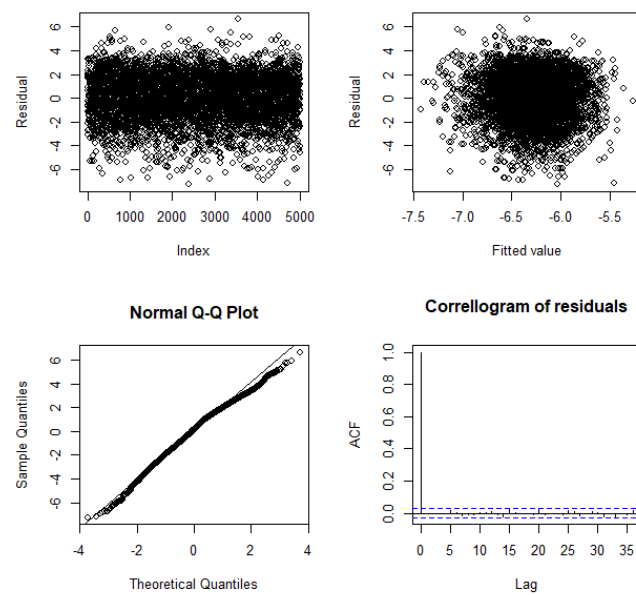 Residual
6
4
2
0
-2
-4
-6
0 1000 2000 3000 4000 5000
Index
Residual
6
4
2
0
-2
-4
-6
-7.5 -7.0 -6.5 -6.0 -5.5
Fitted value
Normal Q-Q Plot
Sample Quantiles
6
4
2
0
-2
-4
-6
-4 -2 0 2 4
Theoretical Quantiles
Correllogram of residuals
ACF
1.0
0.8
0.6
0.4
0.2
0.0
0 5 10 15 20 25 30 35
Lag